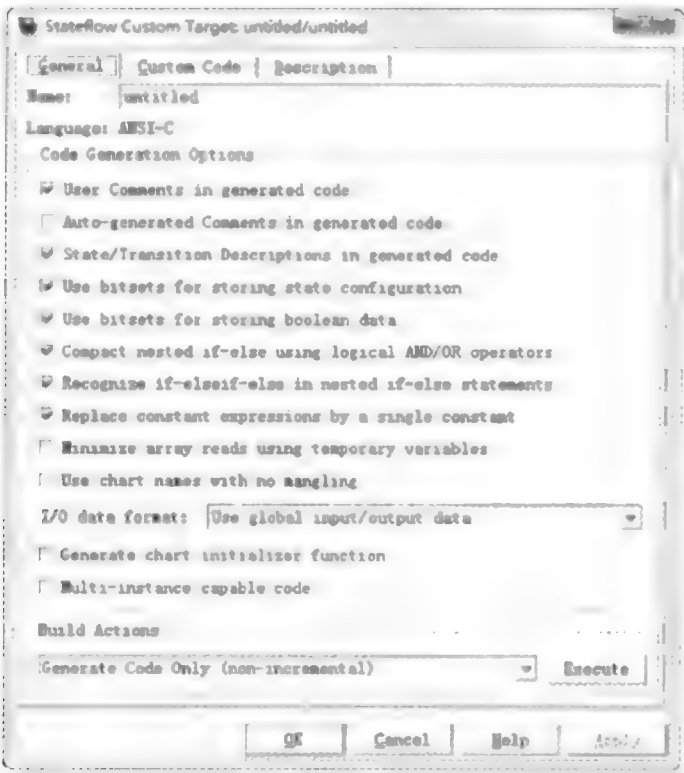 Stateflow Custom Target: untitled/untitled
General Custom Code Description
Name: untitled
Language: ANSI-C
Code Generation Options
User Comments in generated code
Auto-generated Comments in generated code
State/Transition Descriptions in generated code
Use bitsets for storing state configuration
Use bitsets for storing boolean data
Compact nested if-else using logical AND/OR operators
Recognize if-elseif-else in nested if-else statements
Replace constant expressions by a single constant
Minimize array reads using temporary variables
Use chart names with no mangling
I/O data format: Use global input/output data
Generate chart initializer function
Multi-instance capable code
Build Actions
Generate Code Only (non-incremental) Execute
OK Cancel Help Apply